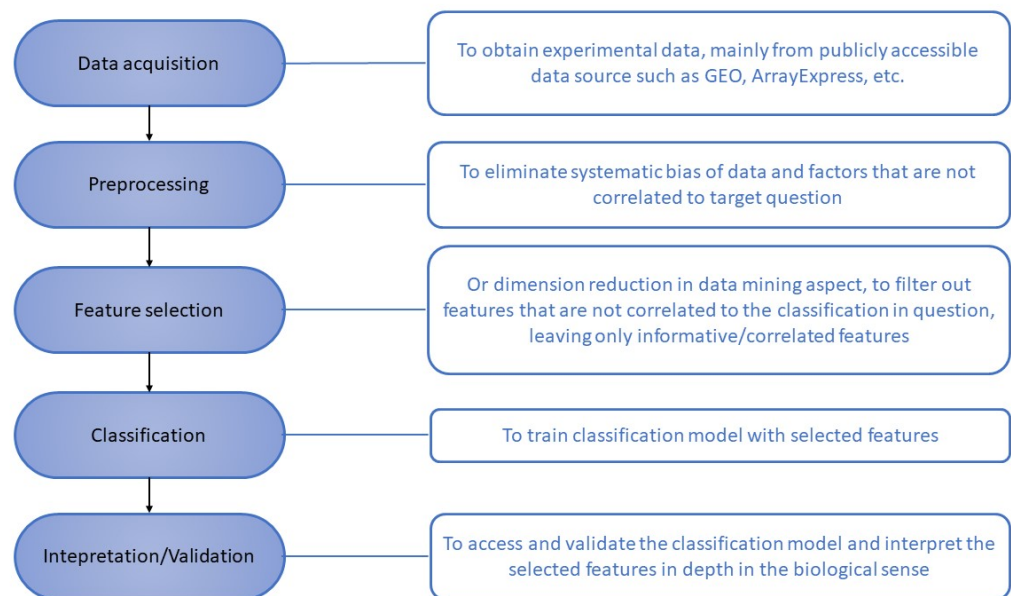 Data acquisition
To obtain experimental data, mainly from publicly accessible
data source such as GEO, ArrayExpress, etc.
Preprocessing
To eliminate systematic bias of data and factors that are not
correlated to target question
Feature selection
Or dimension reduction in data mining aspect, to filter out
features that are not correlated to the classification in question,
leaving only informative/correlated features
Classification
To train classification model with selected features
Intepretation/Validation
To access and validate the classification model and interpret the
selected features in depth in the biological sense